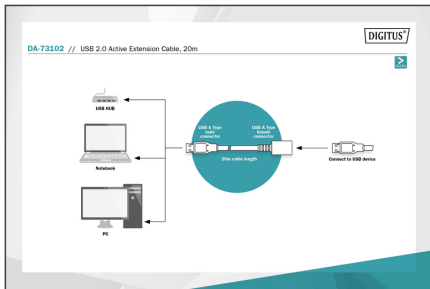 DIGITUS®
DA-73102 // USB 2.0 Active Extension Cable, 20m
USB HUB
USB A Type
male
connector
USB A Type
female
connector
20m cable length
Connect to USB device
Notebook
PC